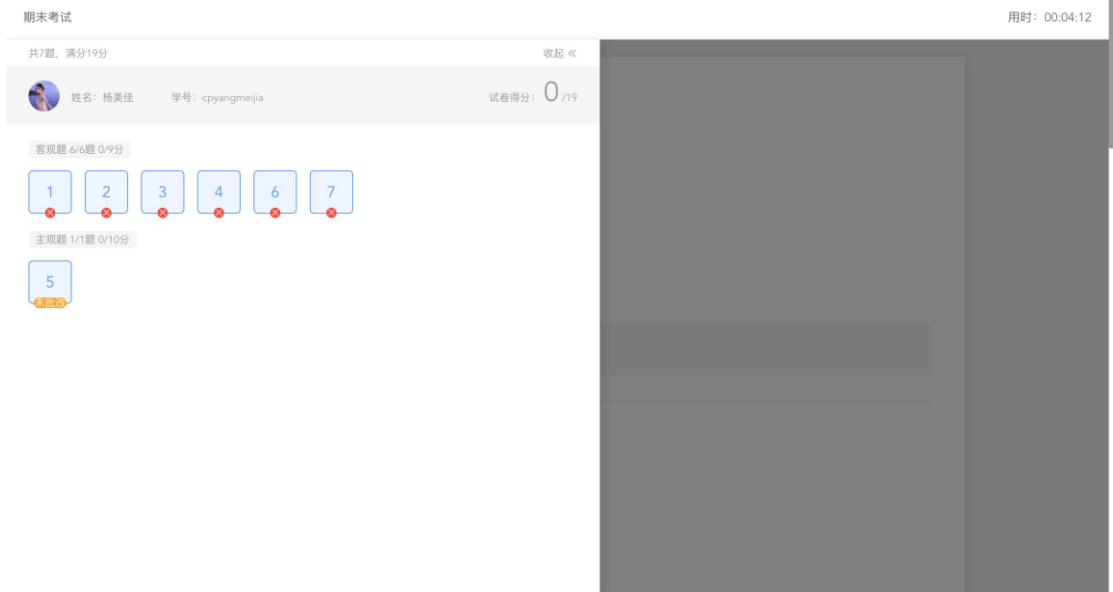 期末考试 用时：00:04:12
共7题，满分19分 收起 «
姓名：杨美佳 学号：cpyangmeijia 试卷得分：0/19
客观题 6/6题 0/9分
1 2 3 4 6 7
主观题 1/1题 0/10分
5
未批改